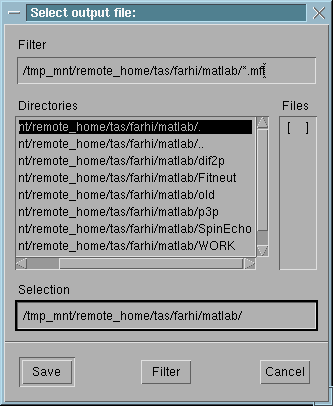 Select output file:
Filter
/tmp_mnt/remote_home/tas/farhi/matlab/*.mf
Directories Files
nt/remote_home/tas/farhi/matlab/. [ ]
nt/remote_home/tas/farhi/matlab/..
nt/remote_home/tas/farhi/matlab/dif2p
nt/remote_home/tas/farhi/matlab/Fitneut
nt/remote_home/tas/farhi/matlab/old
nt/remote_home/tas/farhi/matlab/p3p
nt/remote_home/tas/farhi/matlab/SpinEcho
nt/remote_home/tas/farhi/matlab/WORK
Selection
/tmp_mnt/remote_home/tas/farhi/matlab/
Save Filter Cancel